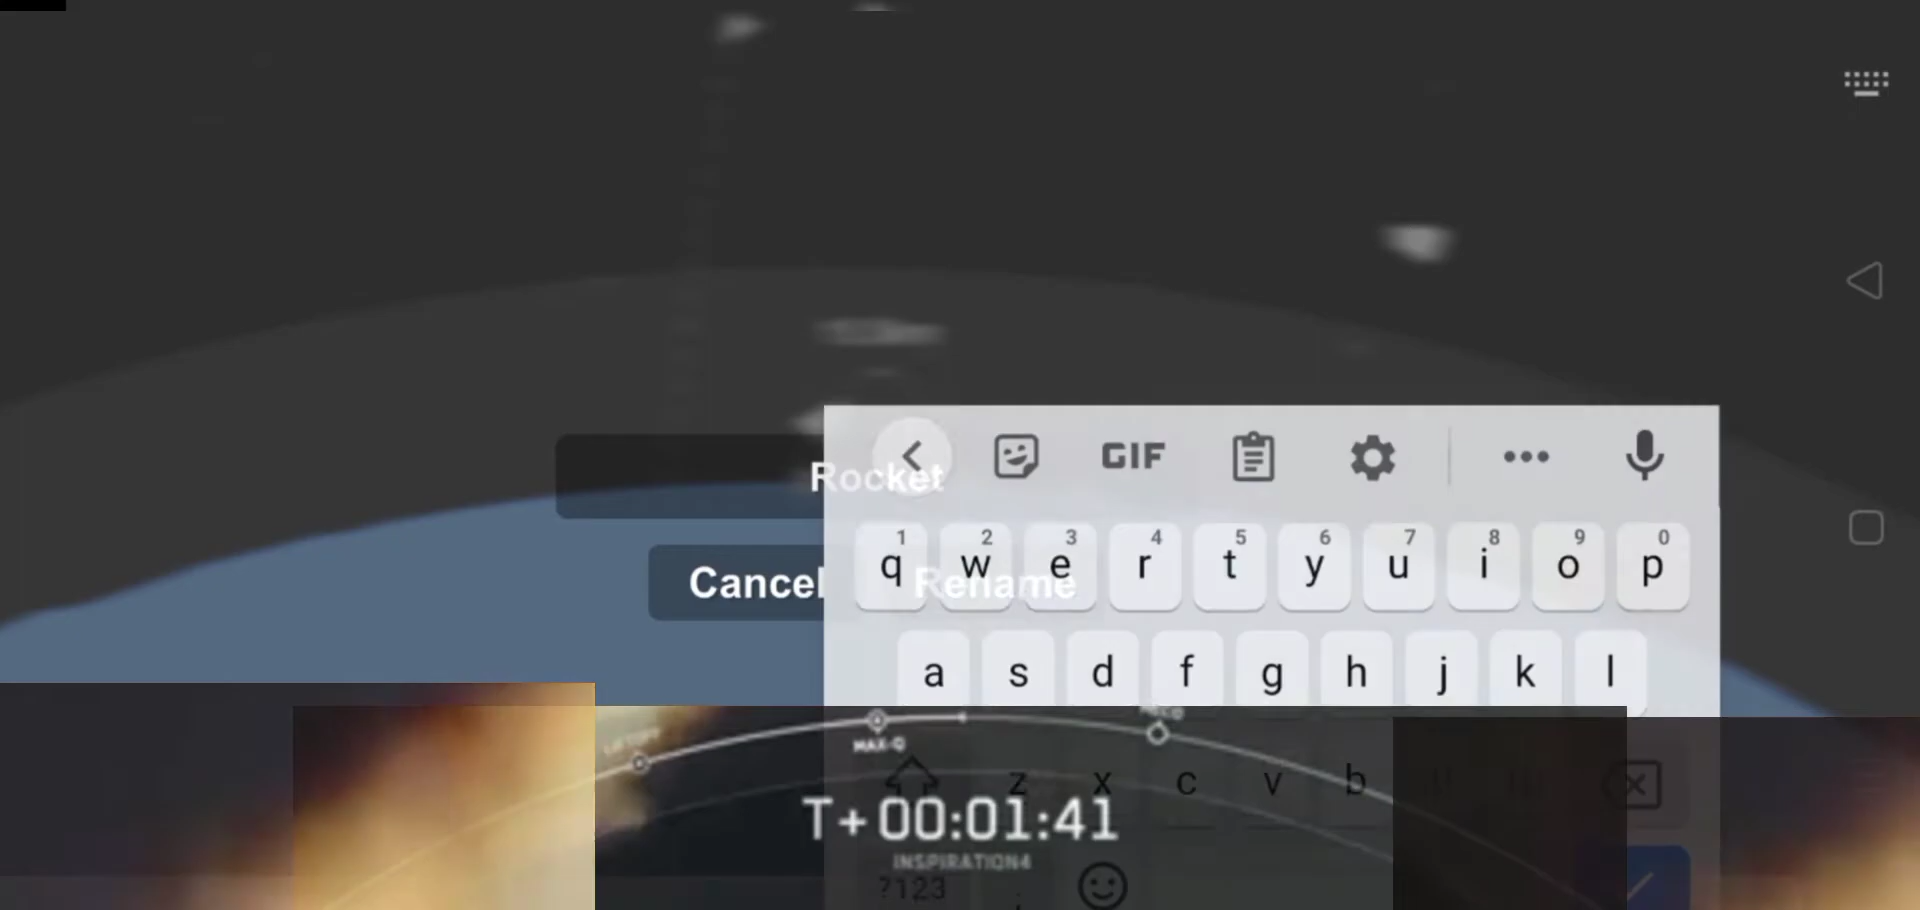 GIF
Rocket
1 2 3 4 5 6 7 8 9 0
q w e r t y u i o p
Cancel Rename
a s d f g h j k l
MAX-Q
z x c v b
T+00:01:41
INSPIRATION4
?123